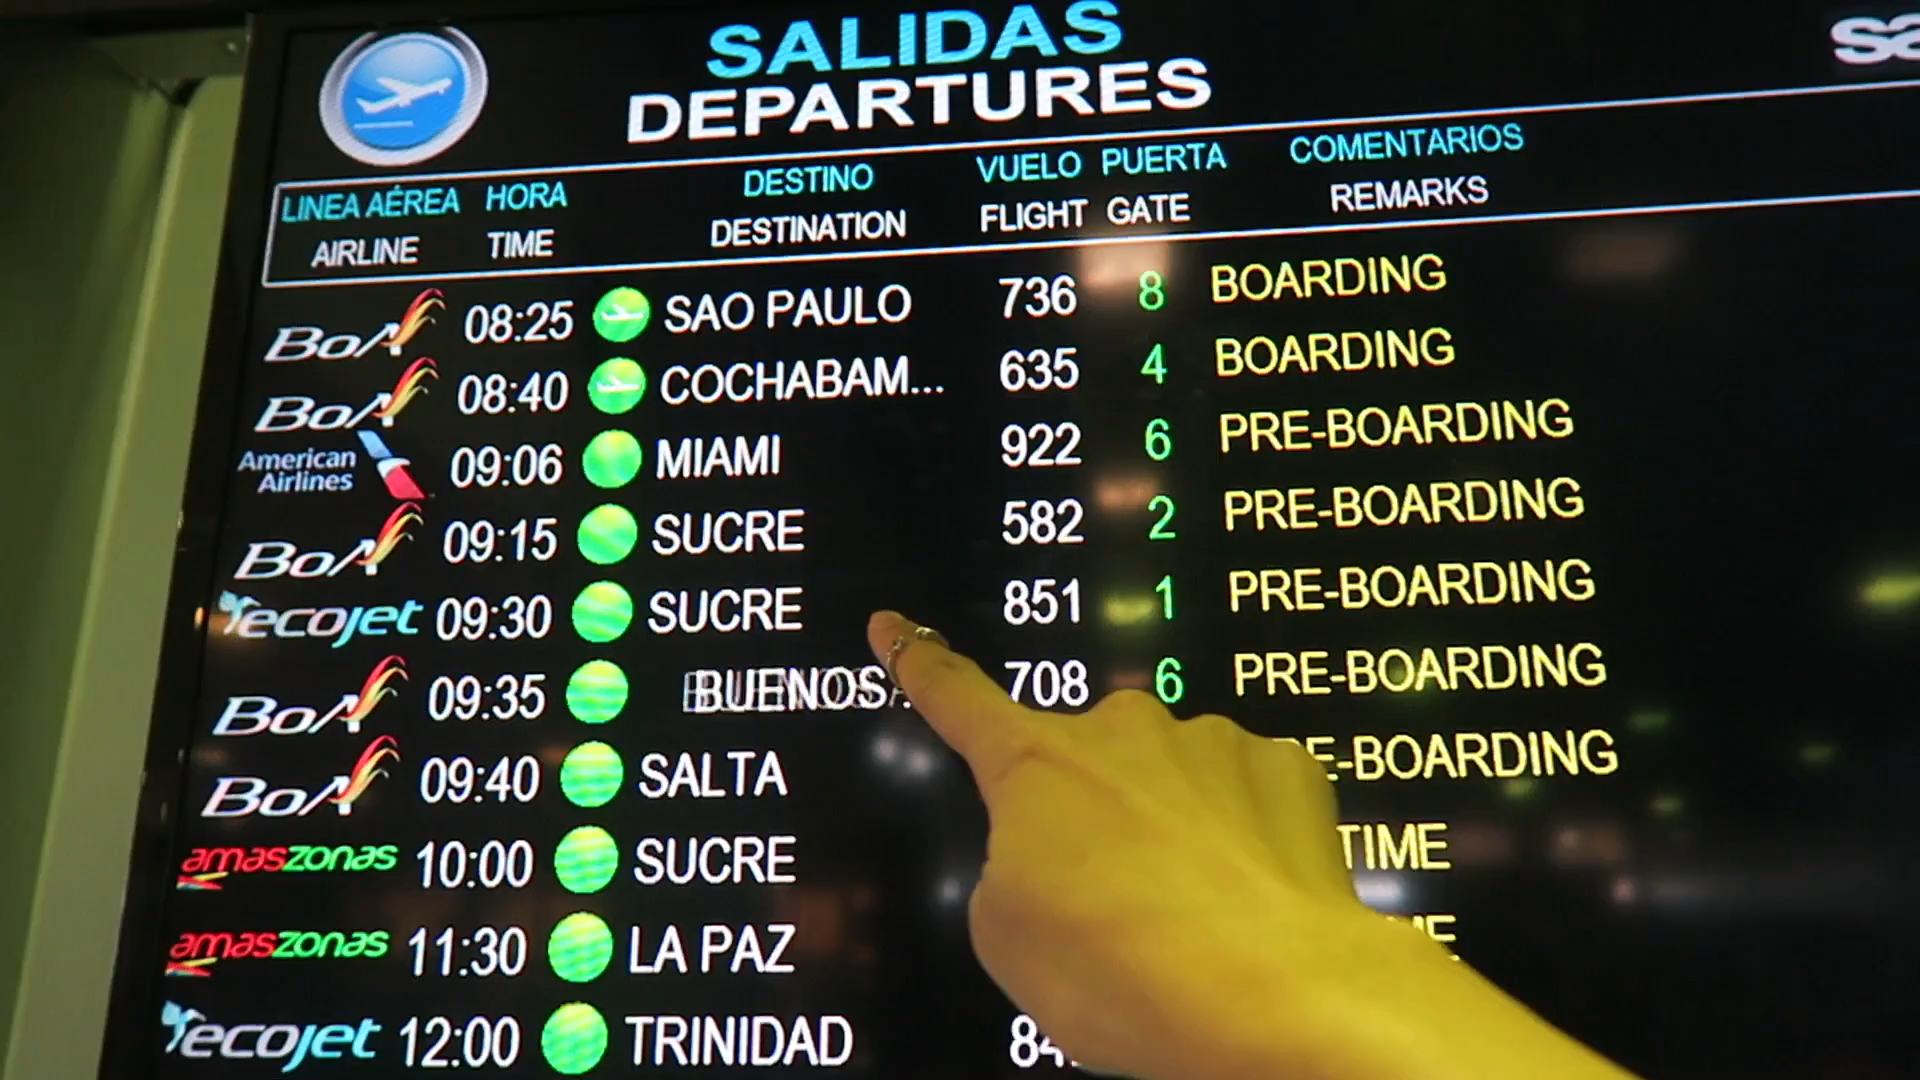 SALIDAS
DEPARTURES
LINEA AÉREA HORA DESTINO VUELO PUERTA COMENTARIOS
AIRLINE TIME DESTINATION FLIGHT GATE REMARKS
BoA 08:25 SAO PAULO 736 8 BOARDING
BoA 08:40 COCHABAM... 635 4 BOARDING
American Airlines 09:06 MIAMI 922 6 PRE-BOARDING
BoA 09:15 SUCRE 582 2 PRE-BOARDING
ecojet 09:30 SUCRE 851 1 PRE-BOARDING
BoA 09:35 BUENOS 708 6 PRE-BOARDING
BoA 09:40 SALTA E-BOARDING
amaszonas 10:00 SUCRE TIME
amaszonas 11:30 LA PAZ
ecojet 12:00 TRINIDAD